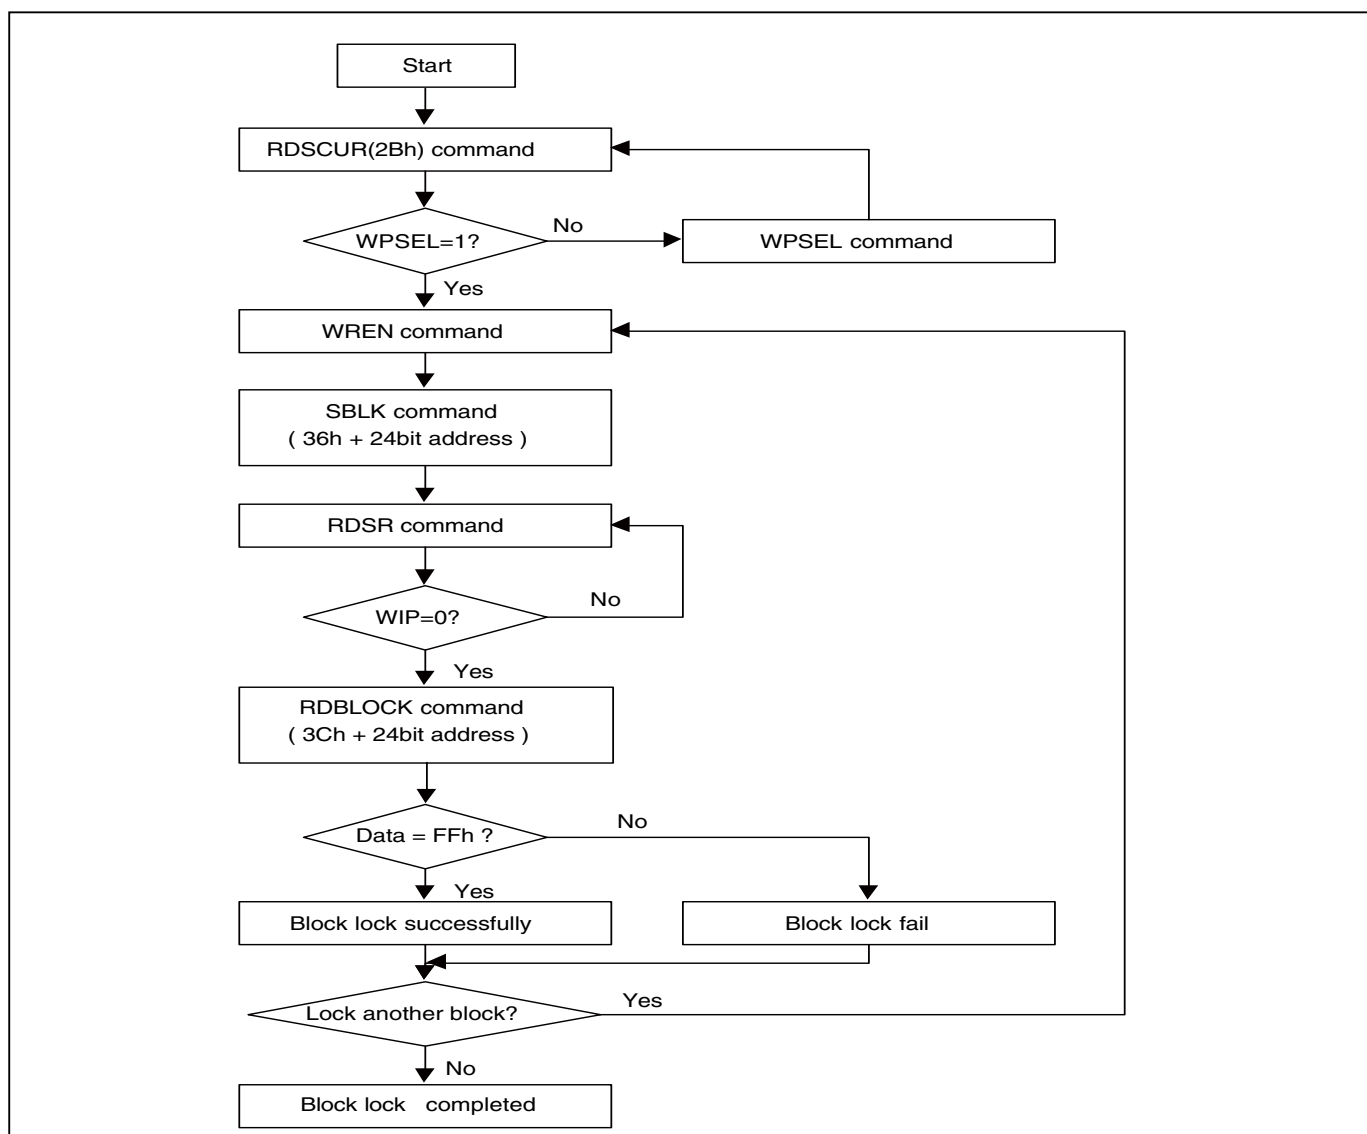 Start
RDSCUR(2Bh) command
WPSEL=1?
No
WPSEL command
Yes
WREN command
SBLK command
( 36h + 24bit address )
RDSR command
WIP=0?
No
Yes
RDBLOCK command
( 3Ch + 24bit address )
Data = FFh ?
No
Yes
Block lock successfully
Block lock fail
Lock another block?
Yes
No
Block lock completed